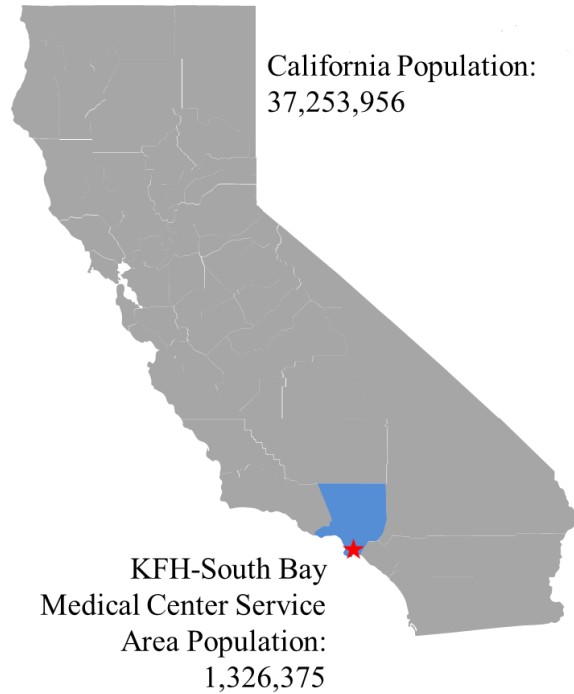 California Population:
37,253,956
KFH-South Bay
Medical Center Service
Area Population:
1,326,375